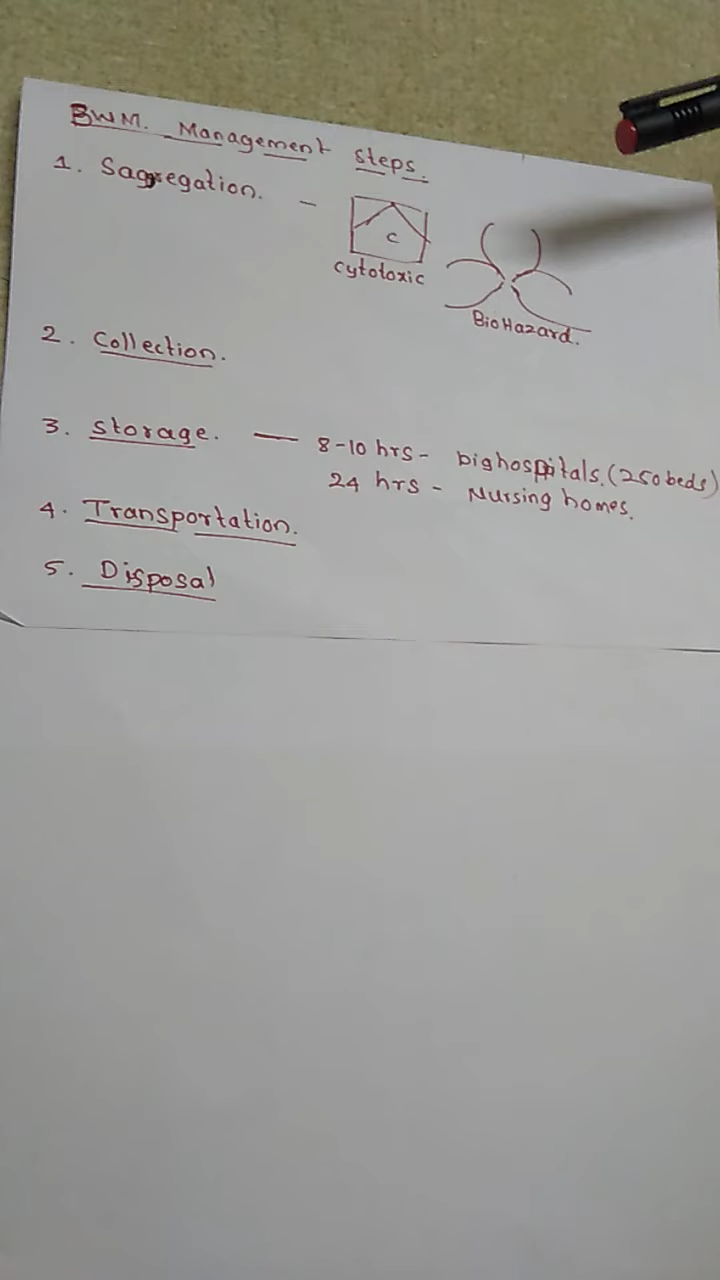 BWM. Management steps.
1. Saggregation. -
C
Cytotoxic
BioHazard.
2. Collection.
3. Storage. — 8-10 hrs - big hospitals. (250 beds)
24 hrs - Nursing homes.
4. Transportation.
5. Disposal